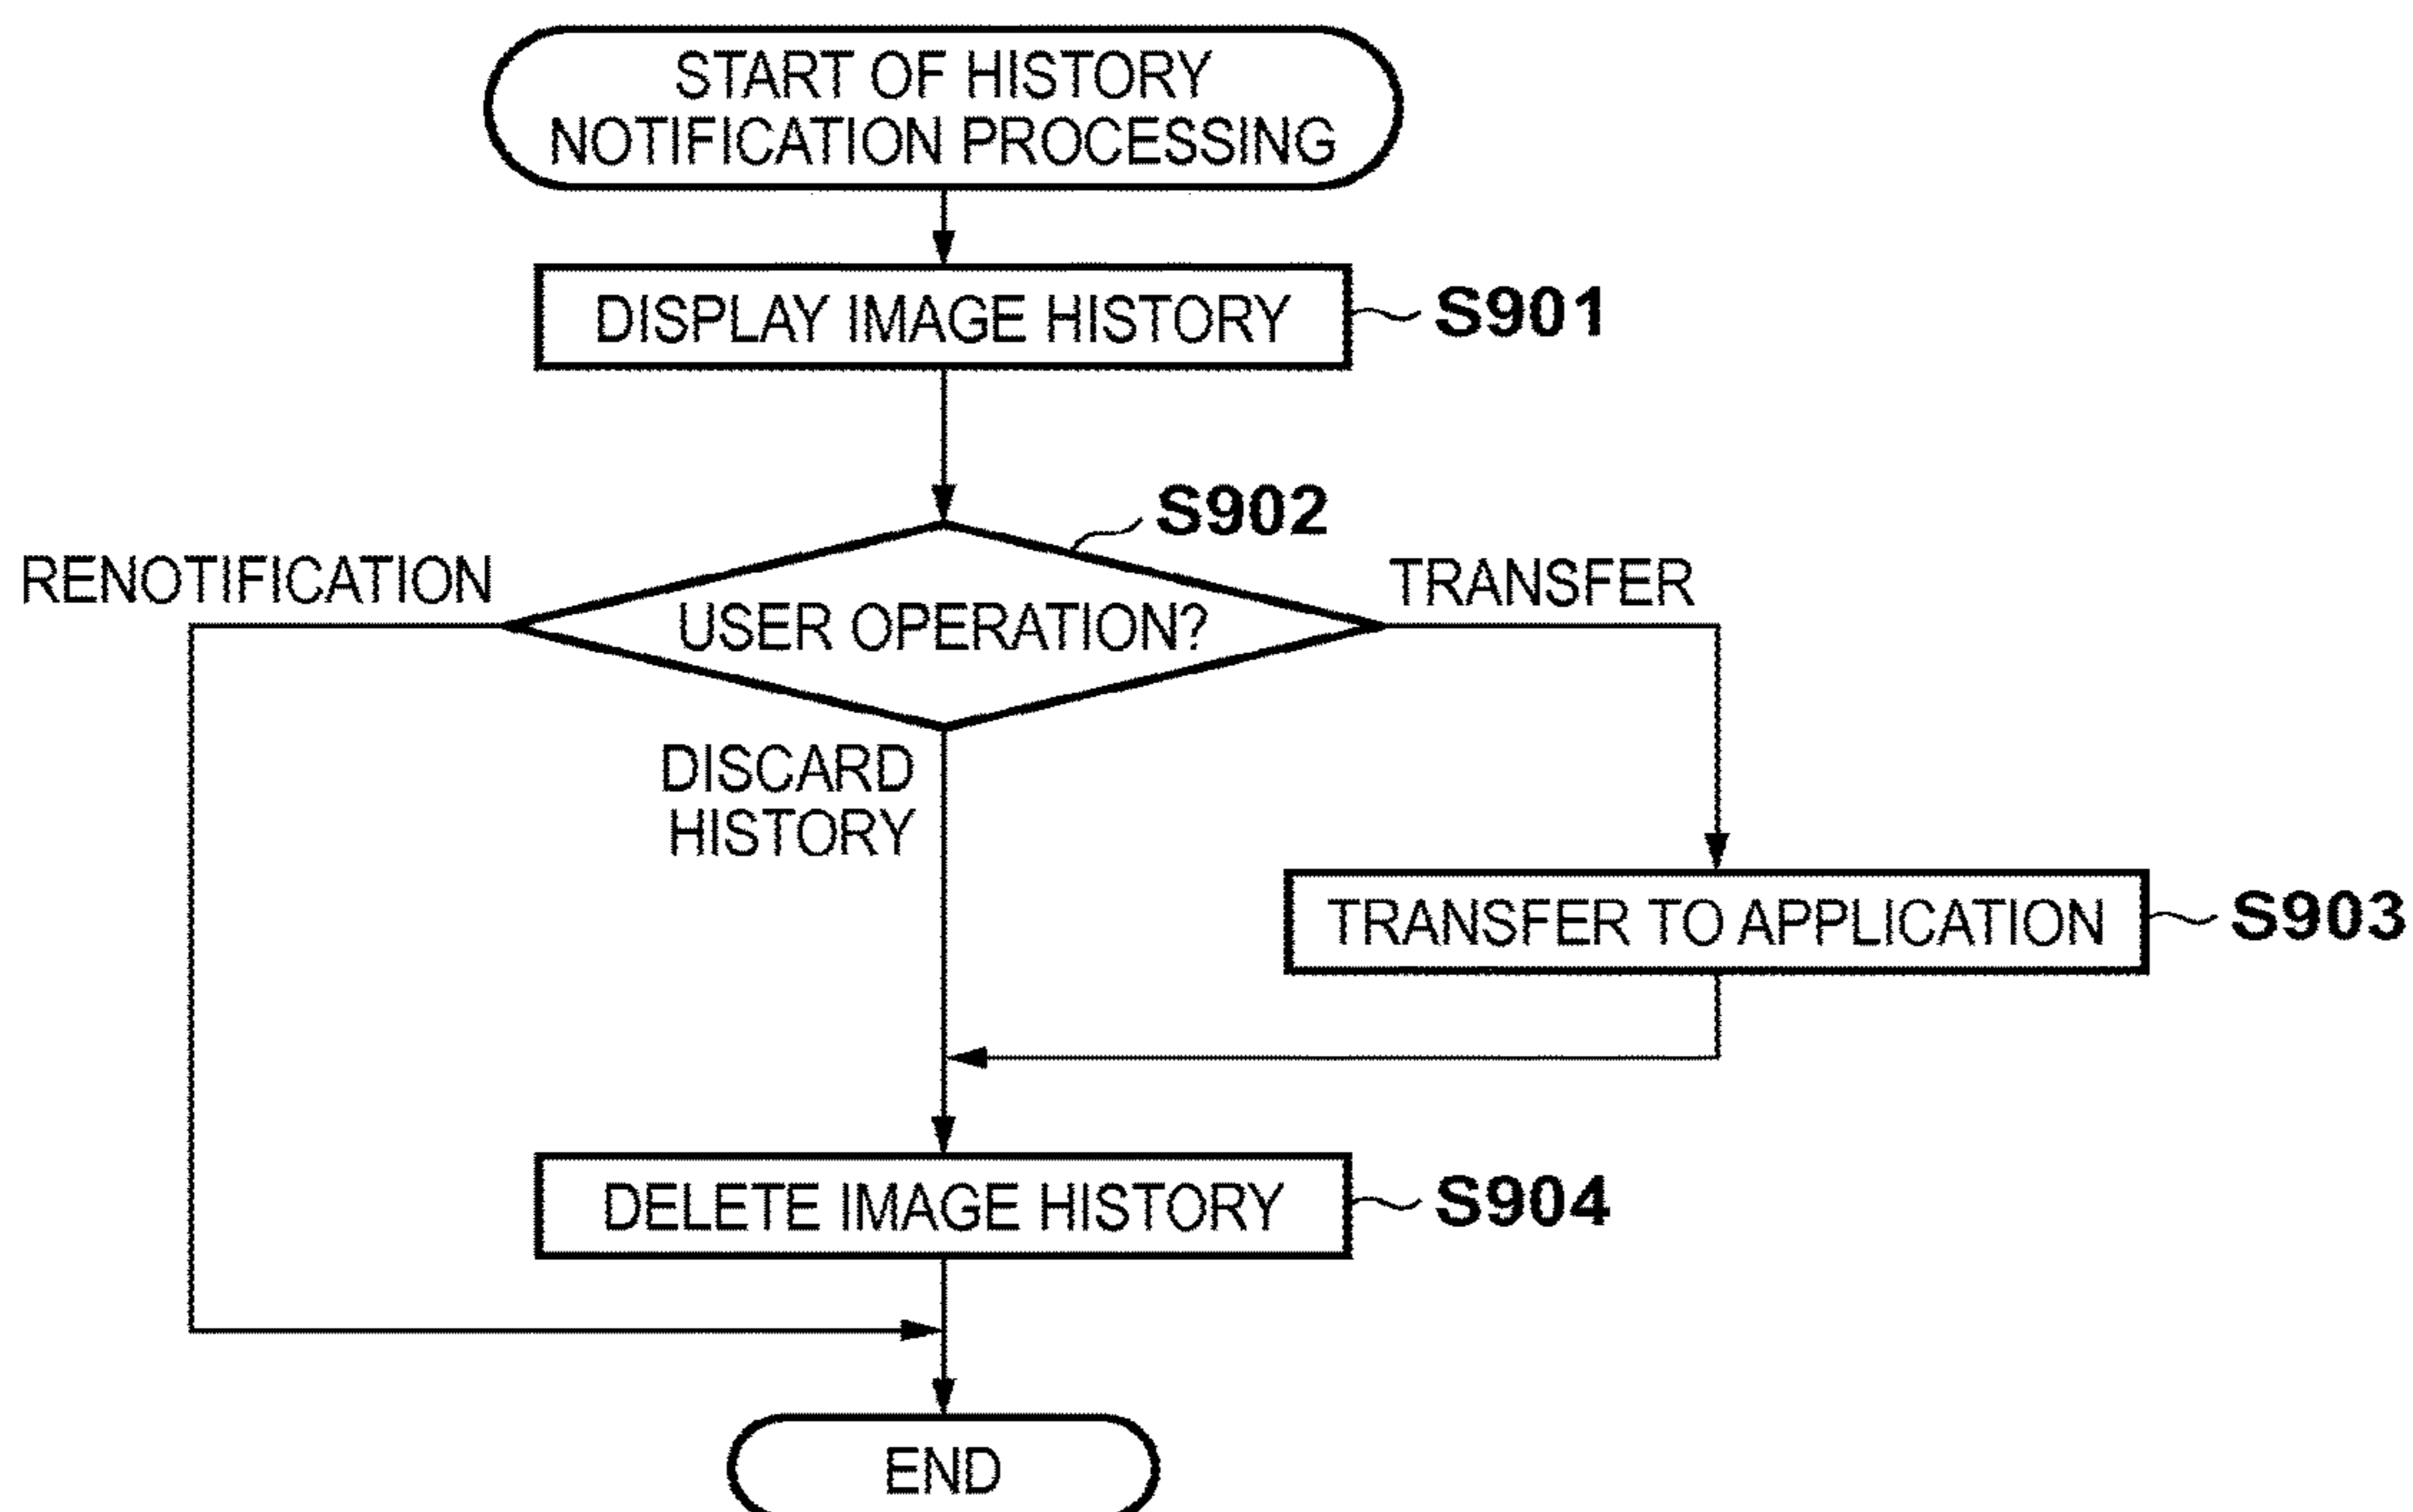 START OF HISTORY
NOTIFICATION PROCESSING
DISPLAY IMAGE HISTORY
S901
S902
RENOTIFICATION
USER OPERATION?
TRANSFER
DISCARD
HISTORY
TRANSFER TO APPLICATION
S903
DELETE IMAGE HISTORY
S904
END